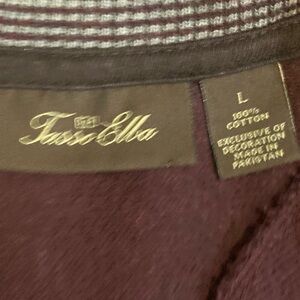 Tasso Elba
L
100%
COTTON
EXCLUSIVE OF
DECORATION
MADE IN
PAKISTAN